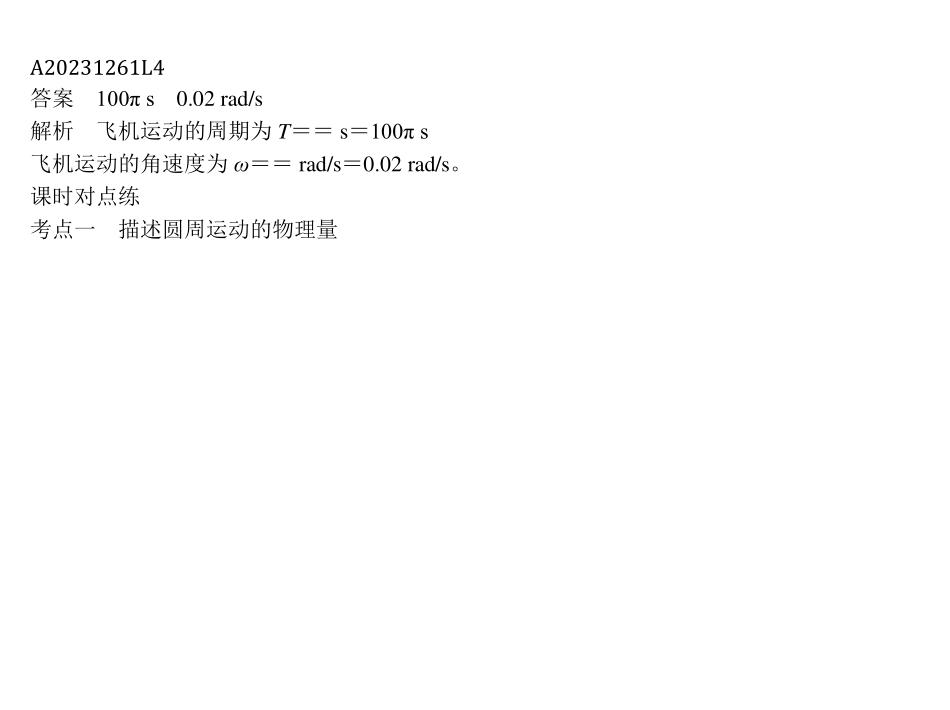 A20231261L4
答案　100π s　0.02 rad/s
解析　飞机运动的周期为 T＝＝ s＝100π s
飞机运动的角速度为 ω＝＝ rad/s＝0.02 rad/s。
课时对点练
考点一　描述圆周运动的物理量